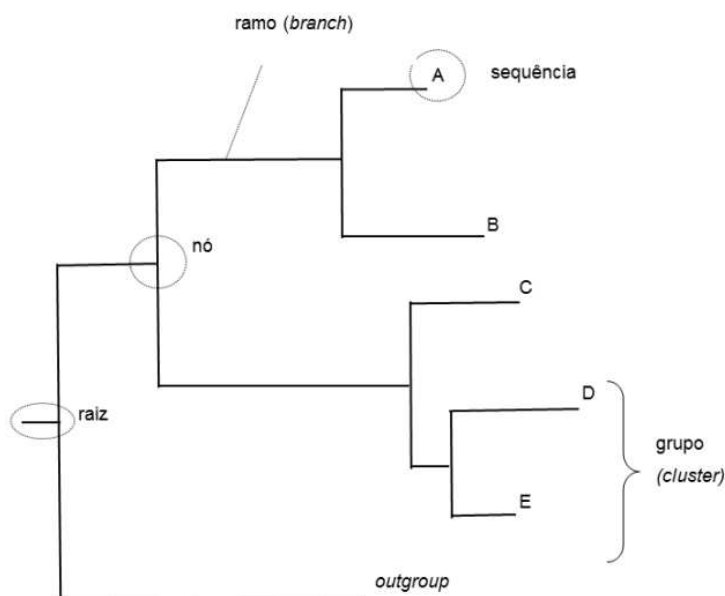 ramo (branch)
A
sequência
B
nó
C
raiz
D
grupo
(cluster)
E
outgroup